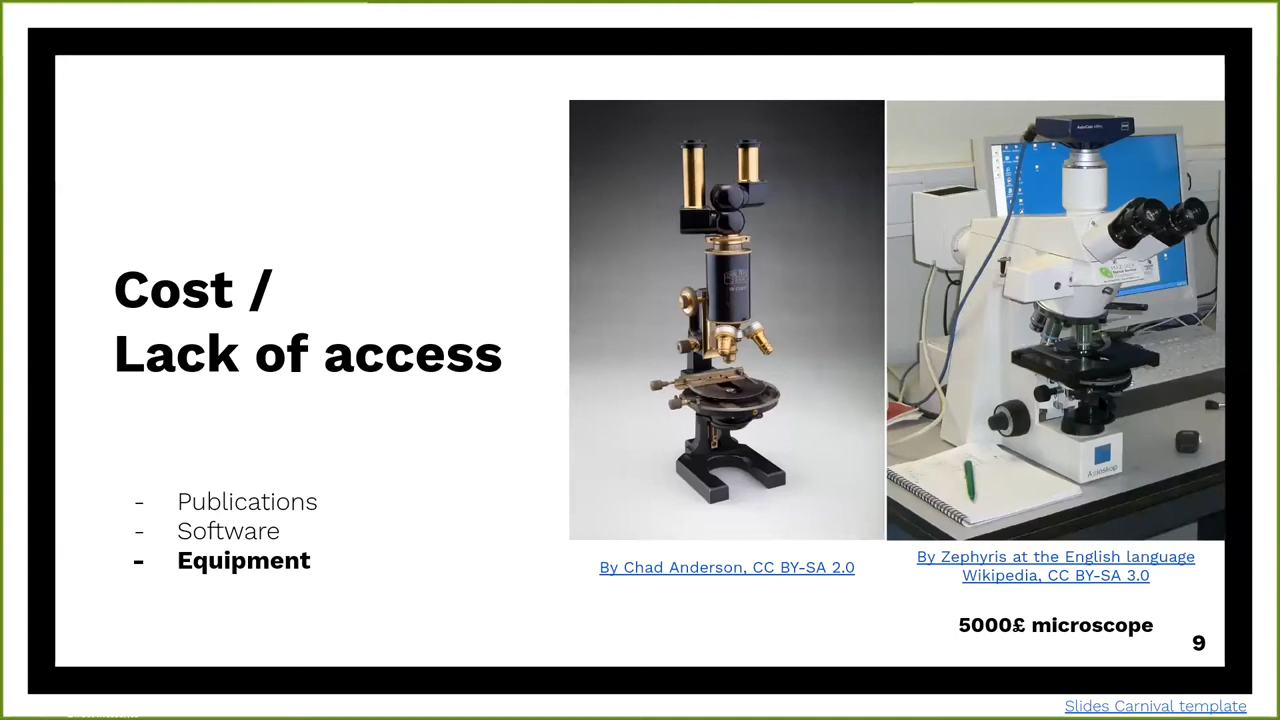 Cost /
Lack of access
- Publications
- Software
- Equipment
By Chad Anderson, CC BY-SA 2.0
By Zephyris at the English language
Wikipedia, CC BY-SA 3.0
5000£ microscope
9
Slides Carnival template